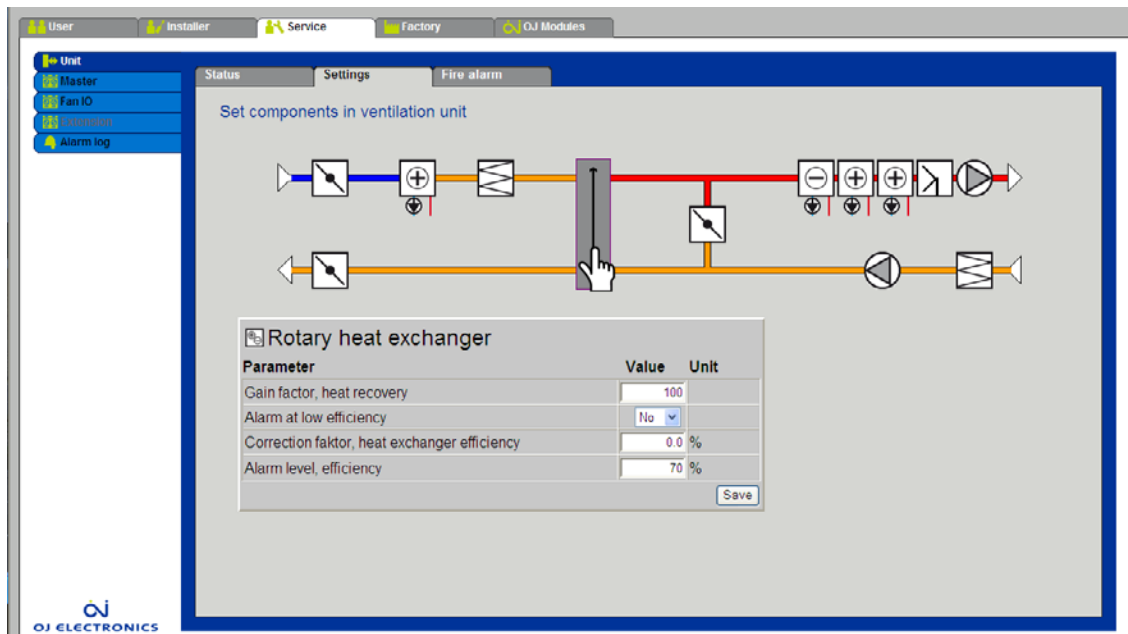 User Installer Service Factory OJ Modules
Unit
Master
Fan IO
Extension
Alarm log
Status Settings Fire alarm
Set components in ventilation unit
Rotary heat exchanger
Parameter Value Unit
Gain factor, heat recovery 100
Alarm at low efficiency No
Correction faktor, heat exchanger efficiency 0.0 %
Alarm level, efficiency 70 %
Save
OJ ELECTRONICS